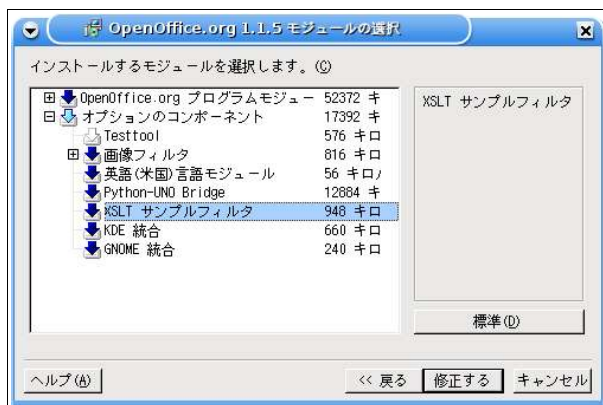 OpenOffice.org 1.1.5 モジュールの選択
インストールするモジュールを選択します。(C)
OpenOffice.org プログラムモジュー 52372 キ
オプションのコンポーネント 17392 キ
Testtool 576 キロ
画像フィルタ 816 キロ
英語(米国)言語モジュール 56 キロ/
Python-UNO Bridge 12884 キ
XSLT サンプルフィルタ 948 キロ
KDE 統合 660 キロ
GNOME 統合 240 キロ
XSLT サンプルフィルタ
標準(D)
ヘルプ(A)
<< 戻る
修正する
キャンセル